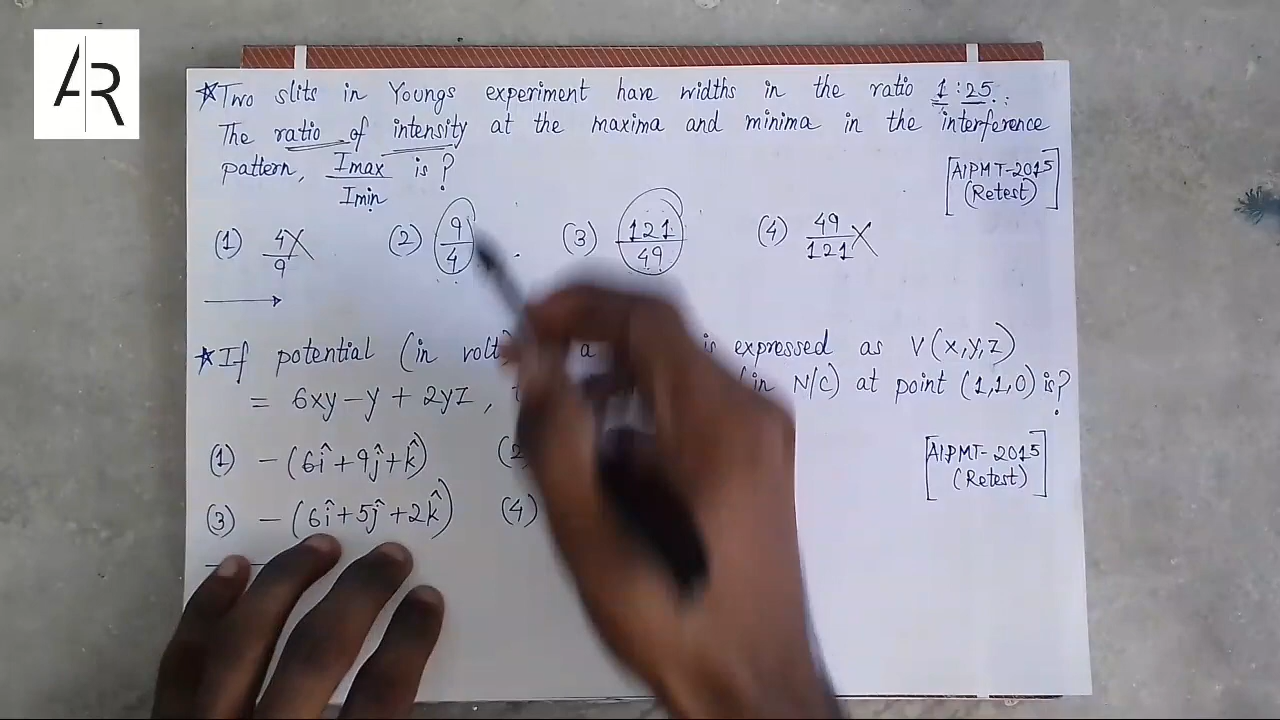 AR
★Two slits in Youngs experiment have widths in the ratio 1:25.
The ratio of intensity at the maxima and minima in the interference
pattern, Imax/Imin is?
[AIPMT-2015 (Retest)]
(1) 4/9 (2) 9/4 (3) 121/49 (4) 49/121
★If potential (in volt) a is expressed as V(x,y,z)
= 6xy-y+2yz, (in N/C) at point (1,1,0) is?
[AIPMT-2015 (Retest)]
(1) -(6î+9ĵ+k̂) (2)
(3) -(6î+5ĵ+2k̂) (4)